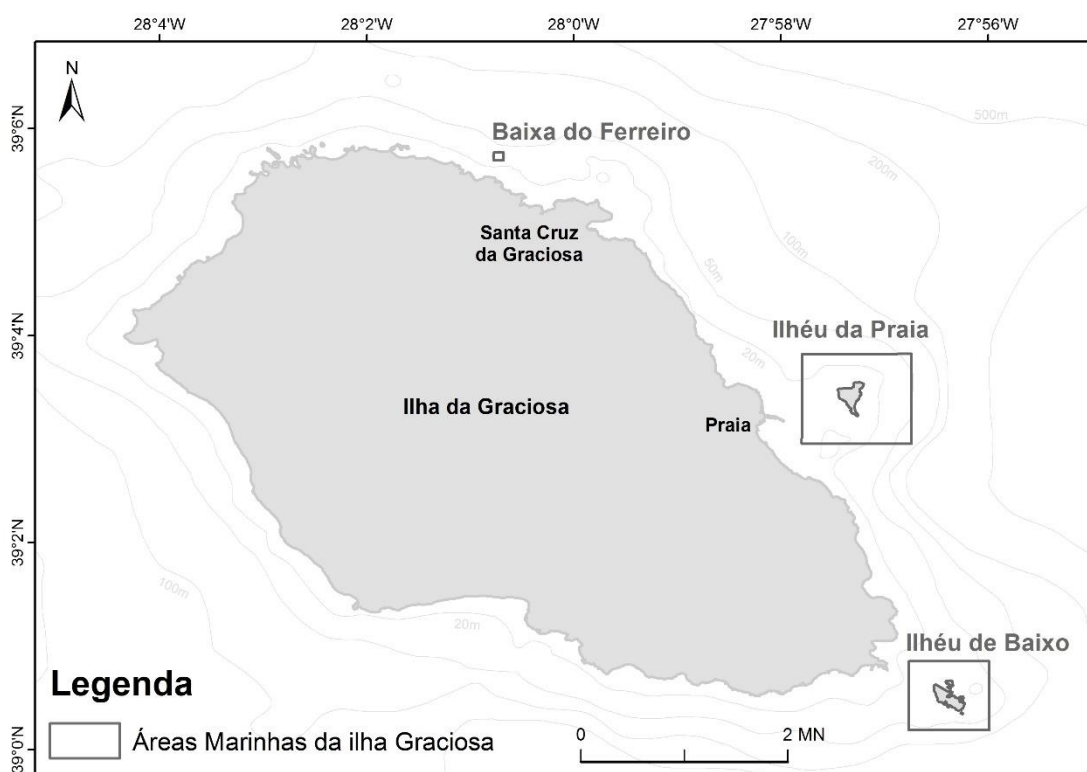 28°4'W
28°2'W
28°0'W
27°58'W
27°56'W
N
39°6'N
39°4'N
39°2'N
39°0'N
500m
Baixa do Ferreiro
200m
Santa Cruz
da Graciosa
100m
50m
Ilhéu da Praia
20m
Ilha da Graciosa
Praia
100m
20m
Ilhéu de Baixo
Legenda
Áreas Marinhas da ilha Graciosa
0
2 MN